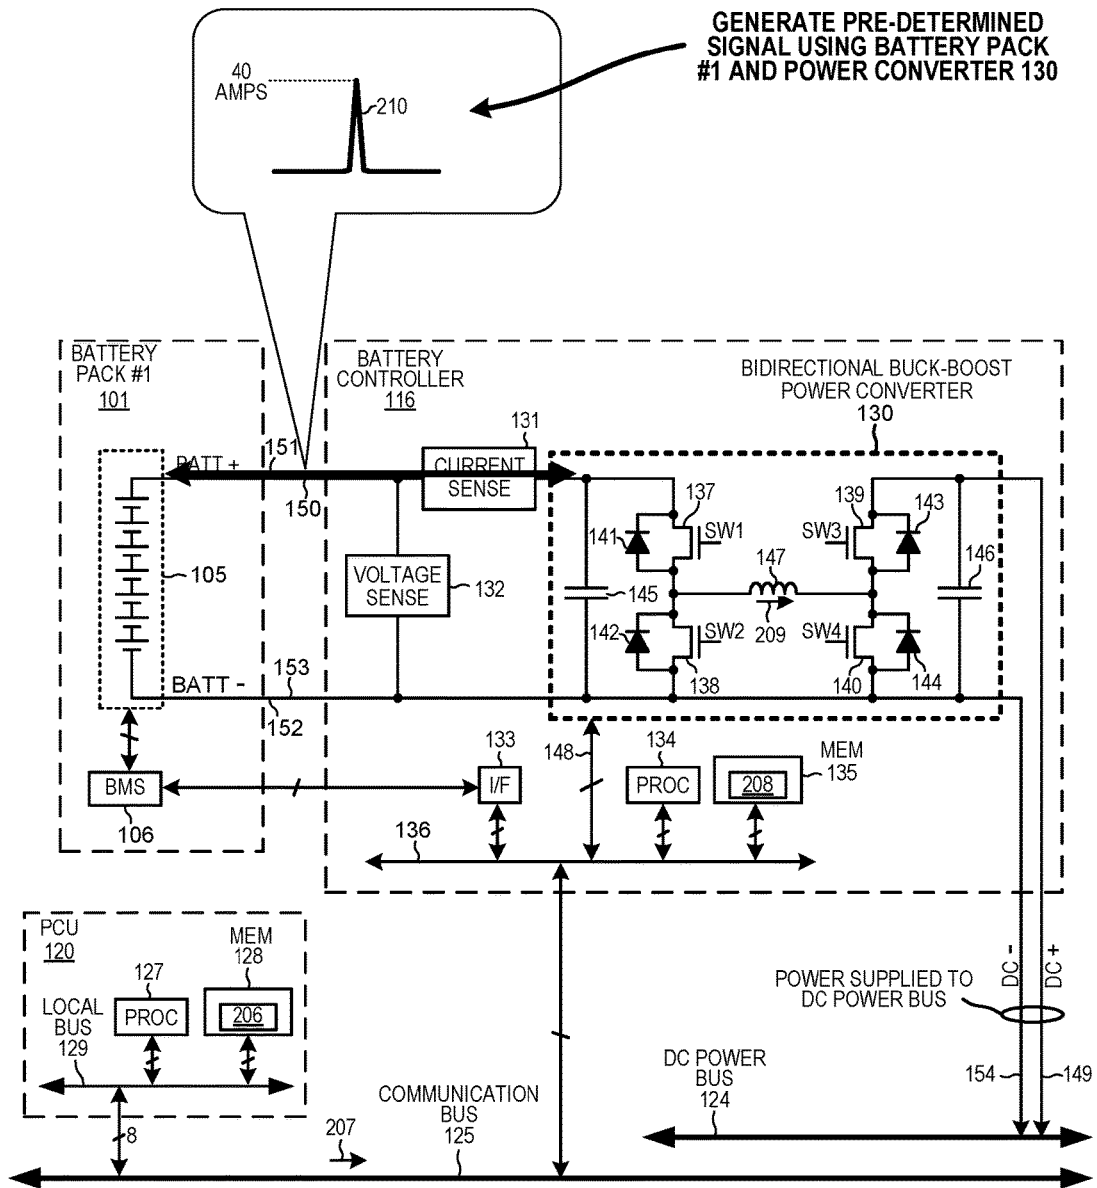 GENERATE PRE-DETERMINED
SIGNAL USING BATTERY PACK
#1 AND POWER CONVERTER 130
40
AMPS
210
BATTERY
PACK #1
101
BATTERY
CONTROLLER
116
BIDIRECTIONAL BUCK-BOOST
POWER CONVERTER
130
131
151
BATT +
CURRENT
SENSE
150
137
139
143
141
SW1
SW3
147
146
105
VOLTAGE
SENSE
132
145
142
SW2
209
SW4
138
140
144
BATT -
153
152
133
148
134
MEM
135
BMS
I/F
PROC
208
106
136
PCU
120
MEM
128
127
LOCAL
BUS
129
PROC
206
DC -
DC +
POWER SUPPLIED TO
DC POWER BUS
DC POWER
BUS
124
154
149
COMMUNICATION
BUS
125
8
207